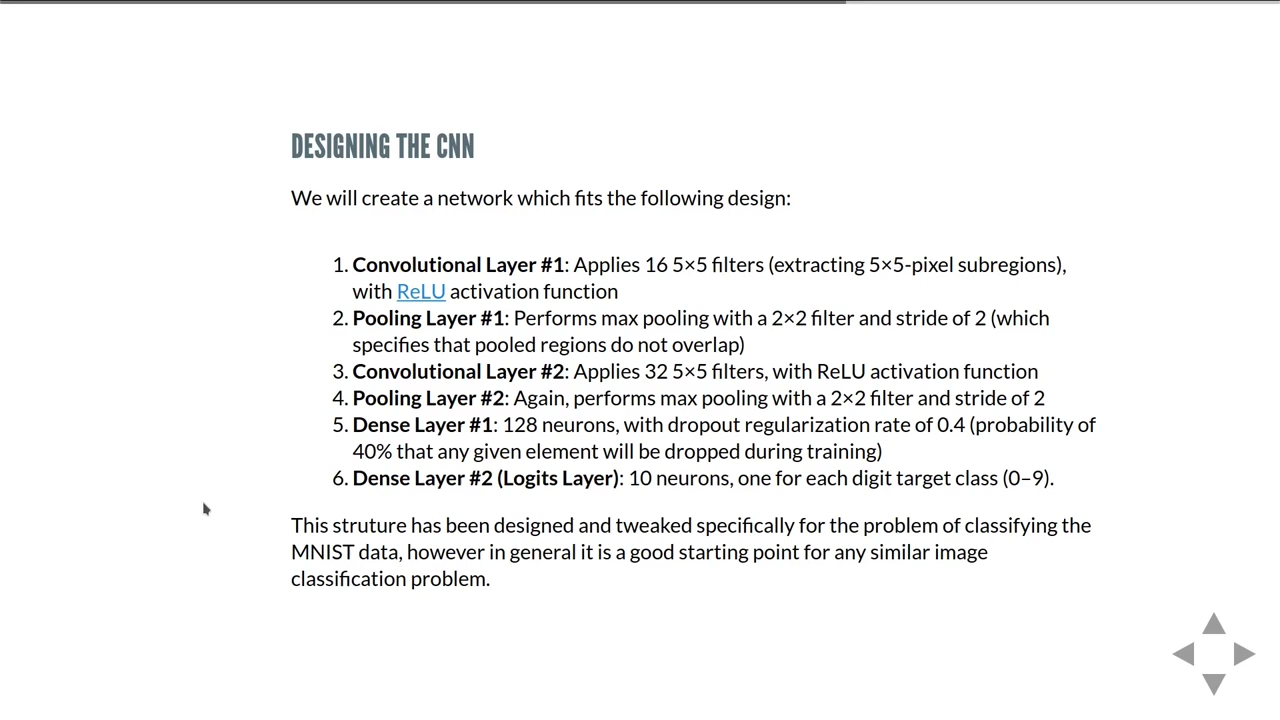 DESIGNING THE CNN
We will create a network which fits the following design:
1. Convolutional Layer #1: Applies 16 5×5 filters (extracting 5×5-pixel subregions),
with ReLU activation function
2. Pooling Layer #1: Performs max pooling with a 2×2 filter and stride of 2 (which
specifies that pooled regions do not overlap)
3. Convolutional Layer #2: Applies 32 5×5 filters, with ReLU activation function
4. Pooling Layer #2: Again, performs max pooling with a 2×2 filter and stride of 2
5. Dense Layer #1: 128 neurons, with dropout regularization rate of 0.4 (probability of
40% that any given element will be dropped during training)
6. Dense Layer #2 (Logits Layer): 10 neurons, one for each digit target class (0–9).
This struture has been designed and tweaked specifically for the problem of classifying the
MNIST data, however in general it is a good starting point for any similar image
classification problem.